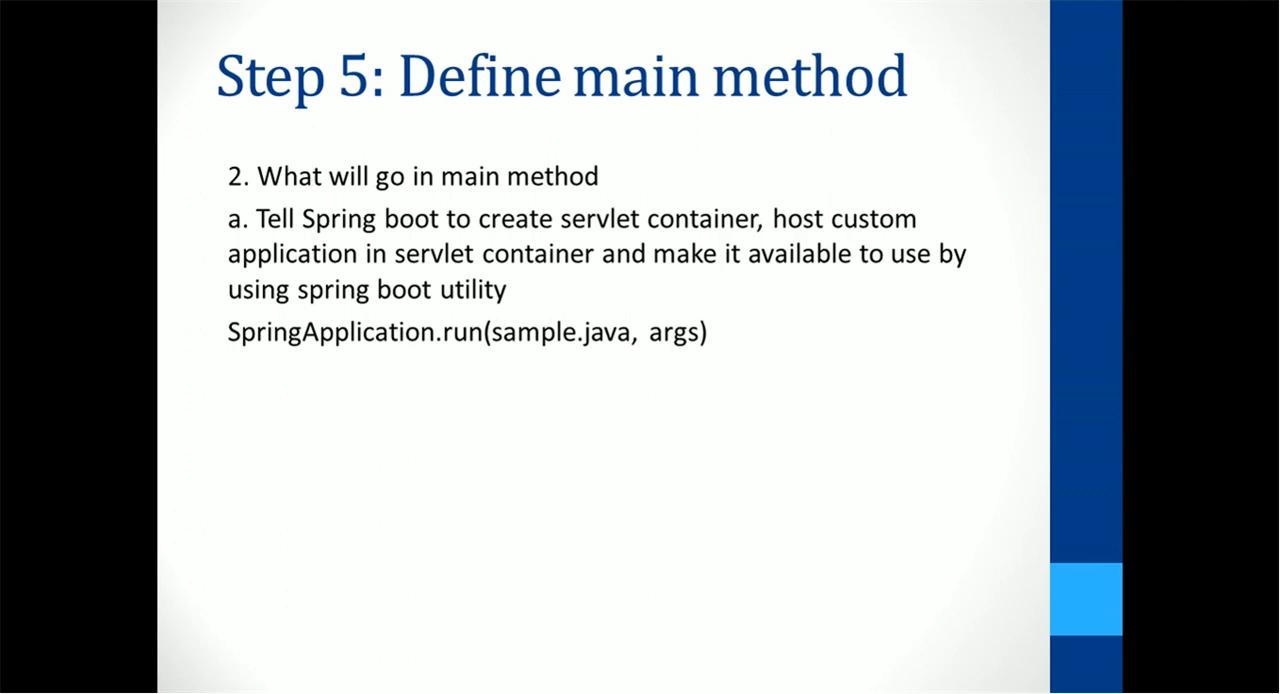 Step 5: Define main method
2. What will go in main method
a. Tell Spring boot to create servlet container, host custom
application in servlet container and make it available to use by
using spring boot utility
SpringApplication.run(sample.java, args)